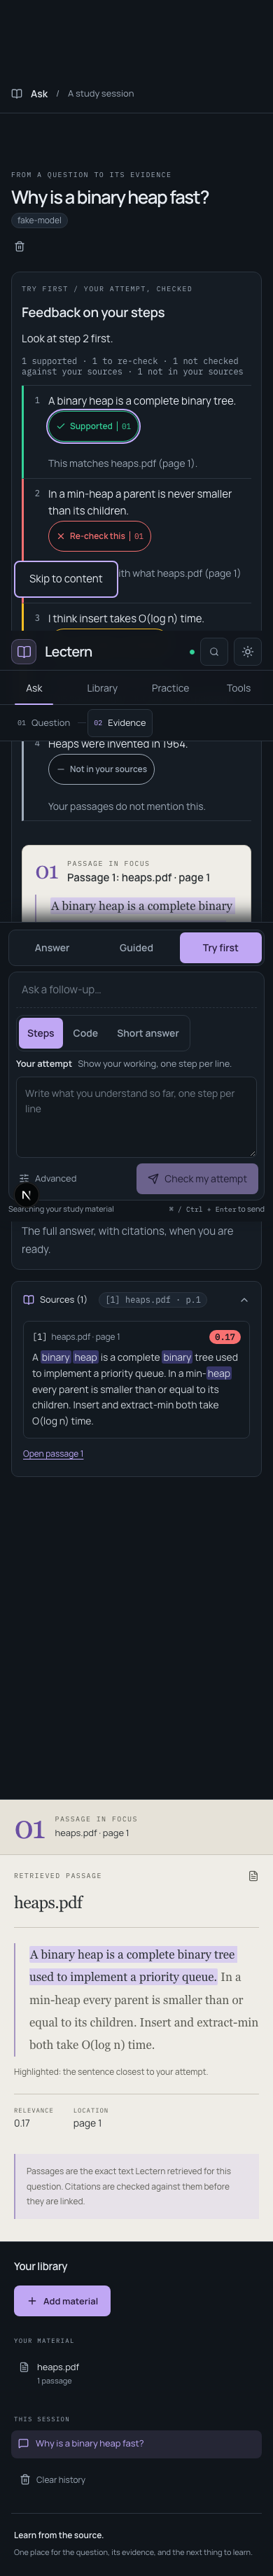 Ask / A study session
FROM A QUESTION TO ITS EVIDENCE
Why is a binary heap fast?
fake-model
TRY FIRST / YOUR ATTEMPT, CHECKED
Feedback on your steps
Look at step 2 first.
1 supported · 1 to re-check · 1 not checked
against your sources · 1 not in your sources
1 A binary heap is a complete binary tree.
Supported | 01
This matches heaps.pdf (page 1).
2 In a min-heap a parent is never smaller
than its children.
Re-check this | 01
Skip to content
ith what heaps.pdf (page 1)
3 I think insert takes O(log n) time.
Lectern
Ask Library Practice Tools
01 Question 02 Evidence
4 Heaps were invented in 1964.
Not in your sources
Your passages do not mention this.
01 PASSAGE IN FOCUS
Passage 1: heaps.pdf · page 1
A binary heap is a complete binary
Answer Guided Try first
Ask a follow-up...
Steps Code Short answer
Your attempt Show your working, one step per line.
Write what you understand so far, one step per
line
Advanced Check my attempt
N
Searching your material ⌘ / Ctrl + Enter to send
The full answer, with citations, when you are
ready.
Sources (1) [1] heaps.pdf · p.1
[1] heaps.pdf · page 1 0.17
A binary heap is a complete binary tree used
to implement a priority queue. In a min-heap
every parent is smaller than or equal to its
children. Insert and extract-min both take
O(log n) time.
Open passage 1
01 PASSAGE IN FOCUS
heaps.pdf · page 1
RETRIEVED PASSAGE
heaps.pdf
A binary heap is a complete binary tree
used to implement a priority queue. In a
min-heap every parent is smaller than or
equal to its children. Insert and extract-min
both take O(log n) time.
Highlighted: the sentence closest to your attempt.
RELEVANCE LOCATION
0.17 page 1
Passages are the exact text Lectern retrieved for this
question. Citations are checked against them before
they are linked.
Your library
Add material
YOUR MATERIAL
heaps.pdf
1 passage
THIS SESSION
Why is a binary heap fast?
Clear history
Learn from the source.
One place for the question, its evidence, and the next thing to learn.